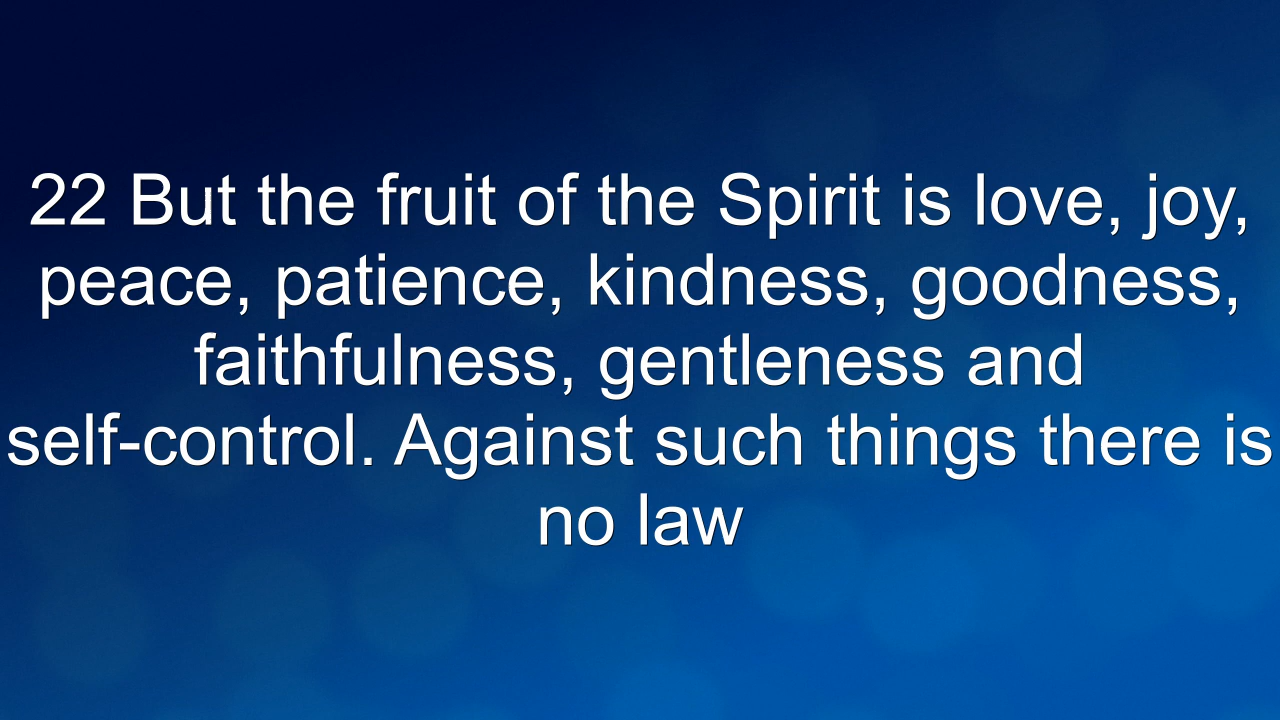 22 But the fruit of the Spirit is love, joy,
peace, patience, kindness, goodness,
faithfulness, gentleness and
self-control. Against such things there is
no law